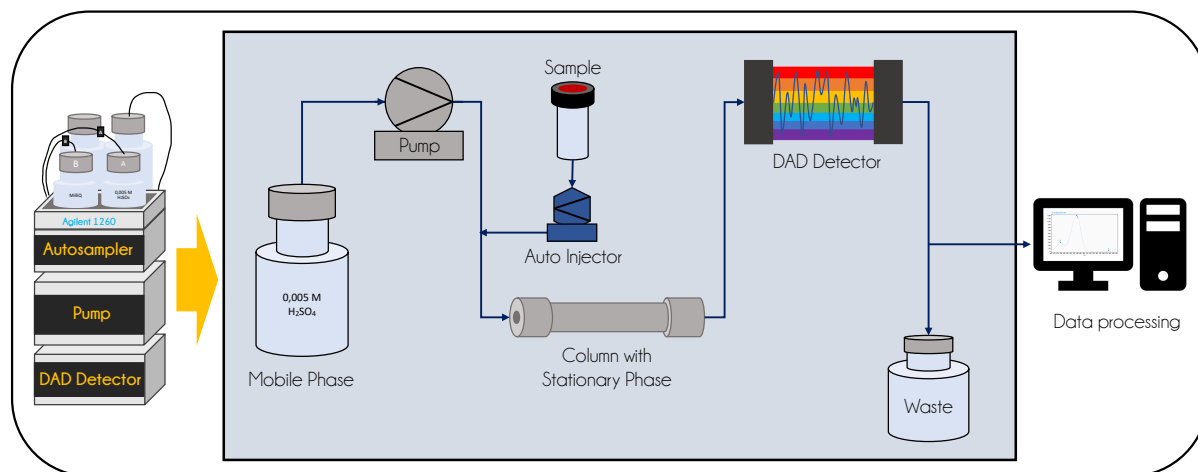 B
A
B
A
MilliQ
0,005 M
H₂SO₄
Agilent 1260
Autosampler
Pump
DAD Detector
Sample
Pump
DAD Detector
Auto Injector
0,005 M
H₂SO₄
Mobile Phase
Column with
Stationary Phase
Waste
Data processing